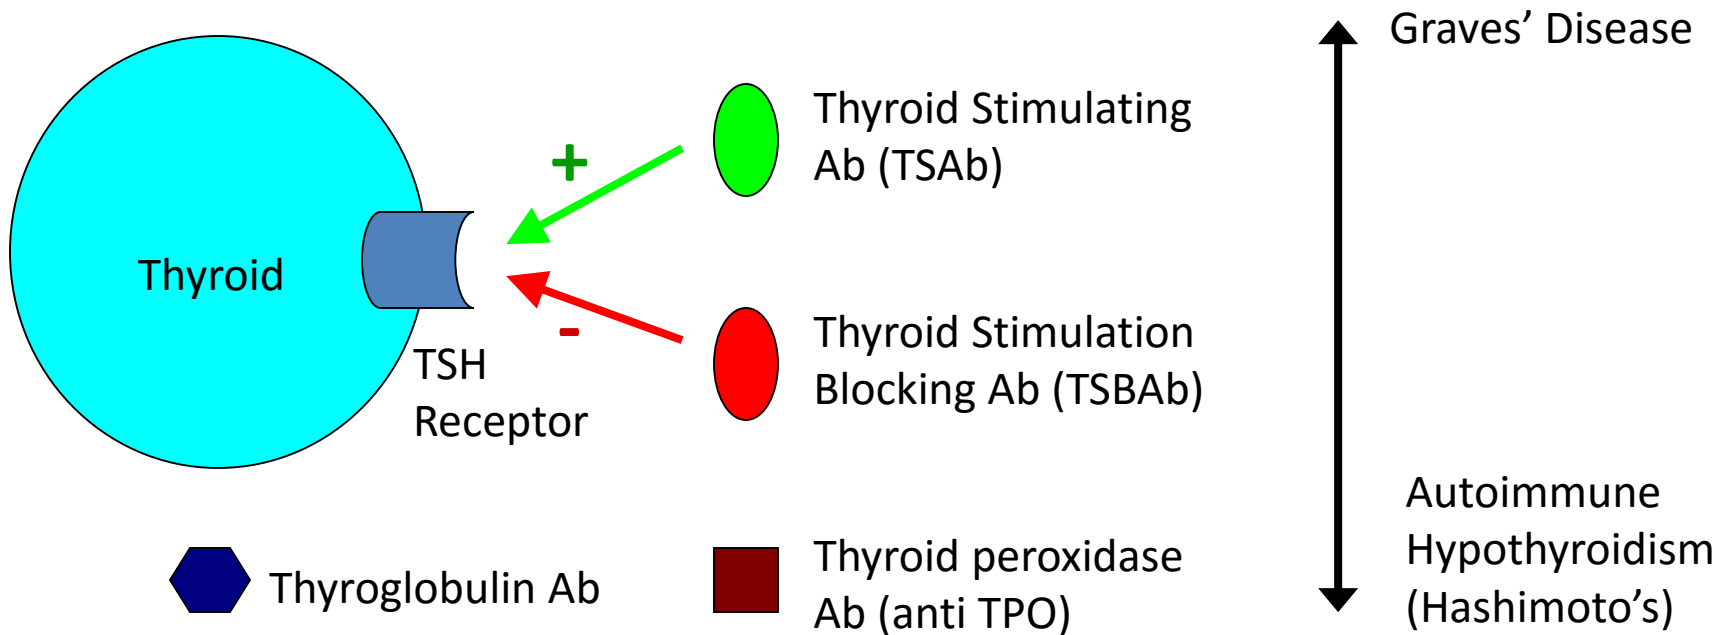 Graves’ Disease
Thyroid Stimulating
Ab (TSAb)
+
Thyroid
-
Thyroid Stimulation
Blocking Ab (TSBAb)
TSH
Receptor
Autoimmune
Hypothyroidism
(Hashimoto’s)
Thyroid peroxidase
Ab (anti TPO)
Thyroglobulin Ab